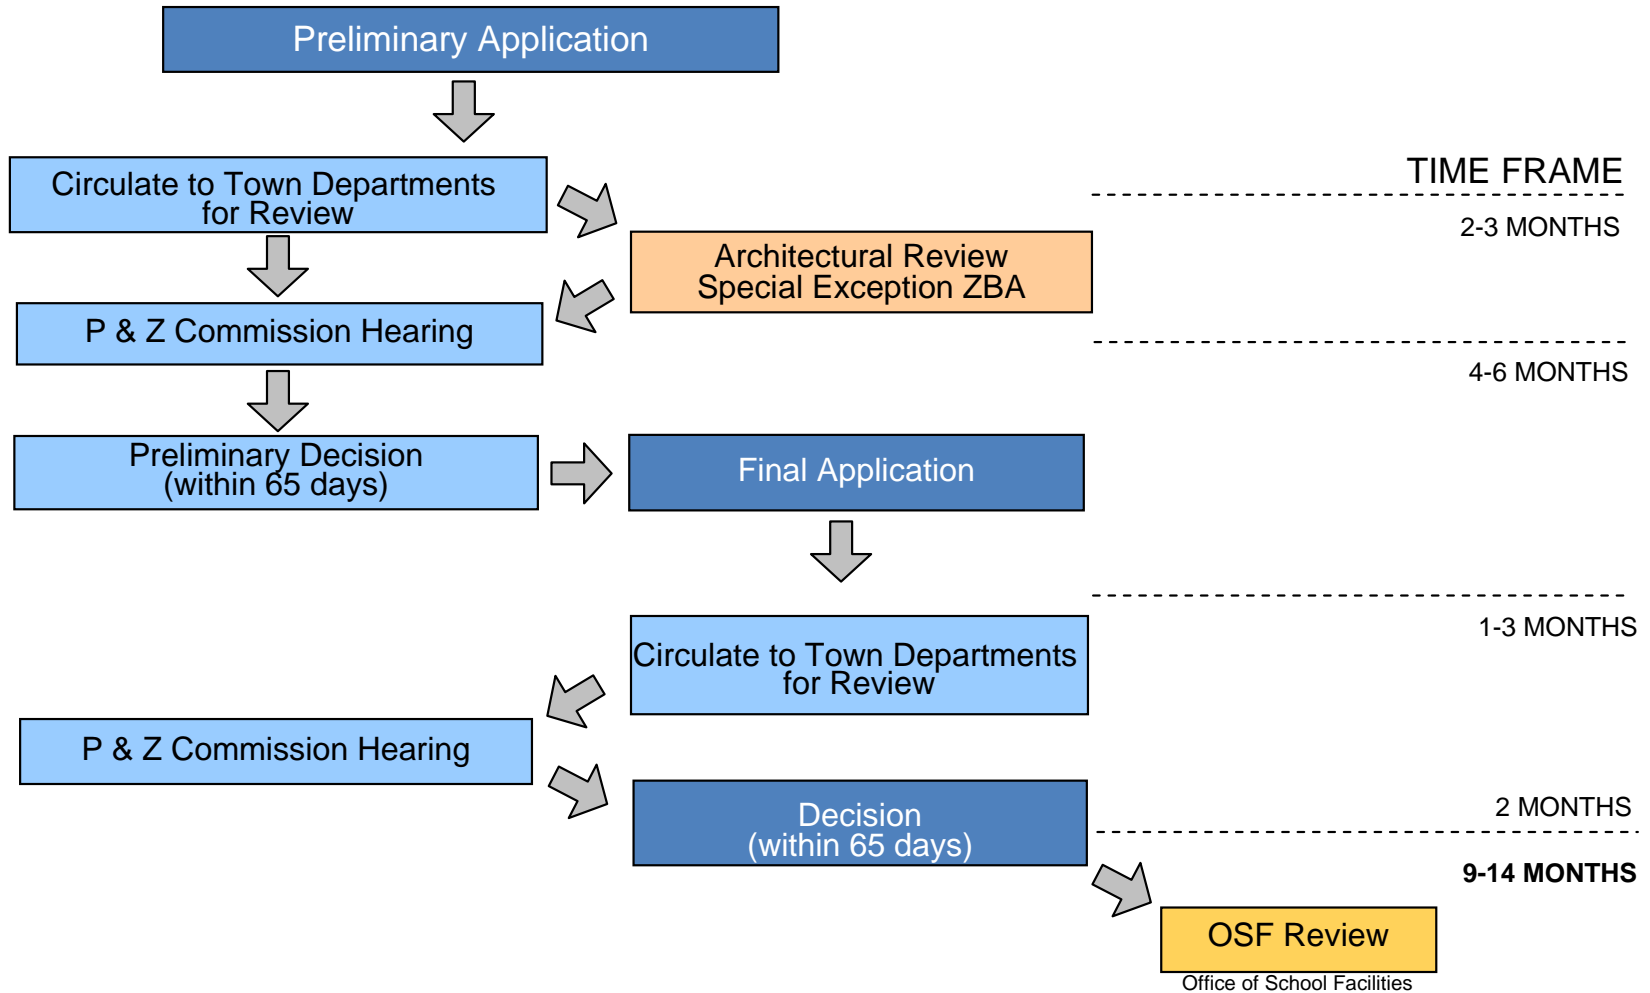 Preliminary Application
Circulate to Town Departments
for Review
TIME FRAME
2-3 MONTHS
Architectural Review
Special Exception ZBA
P & Z Commission Hearing
4-6 MONTHS
Preliminary Decision
(within 65 days)
Final Application
1-3 MONTHS
Circulate to Town Departments
for Review
P & Z Commission Hearing
2 MONTHS
Decision
(within 65 days)
9-14 MONTHS
OSF Review
Office of School Facilities